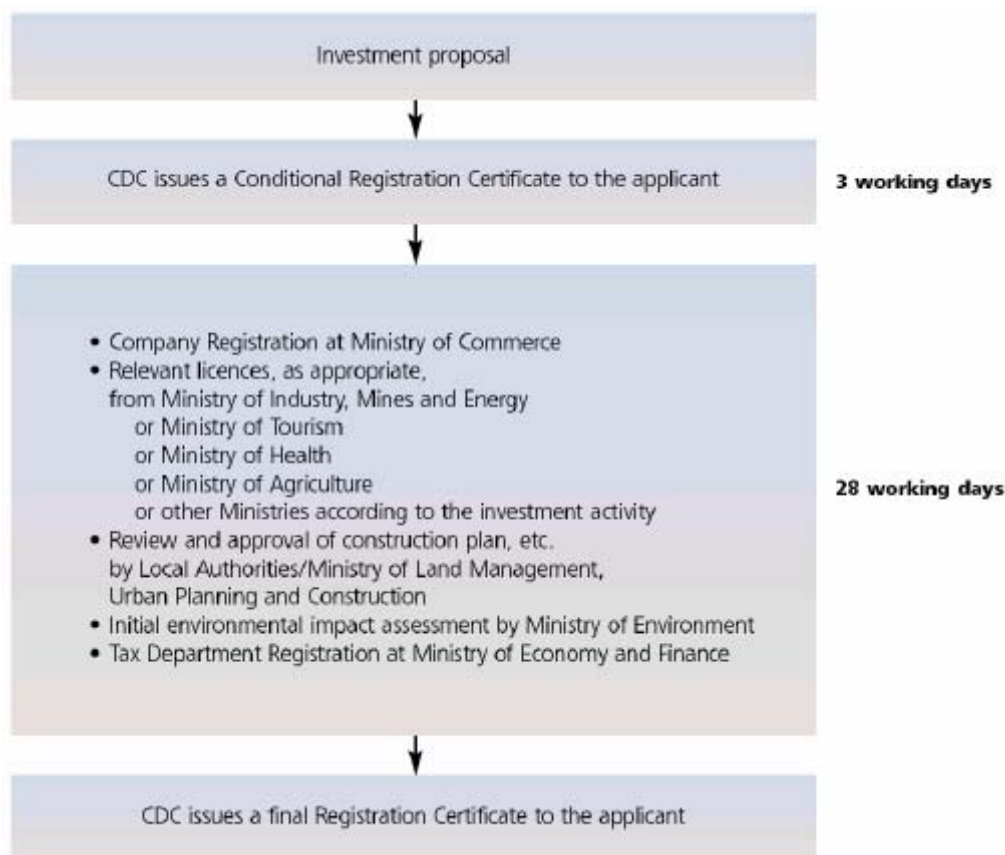 Investment proposal
CDC issues a Conditional Registration Certificate to the applicant
3 working days
• Company Registration at Ministry of Commerce
• Relevant licences, as appropriate,
from Ministry of Industry, Mines and Energy
or Ministry of Tourism
or Ministry of Health
or Ministry of Agriculture
or other Ministries according to the investment activity
• Review and approval of construction plan, etc.
by Local Authorities/Ministry of Land Management,
Urban Planning and Construction
• Initial environmental impact assessment by Ministry of Environment
• Tax Department Registration at Ministry of Economy and Finance
28 working days
CDC issues a final Registration Certificate to the applicant